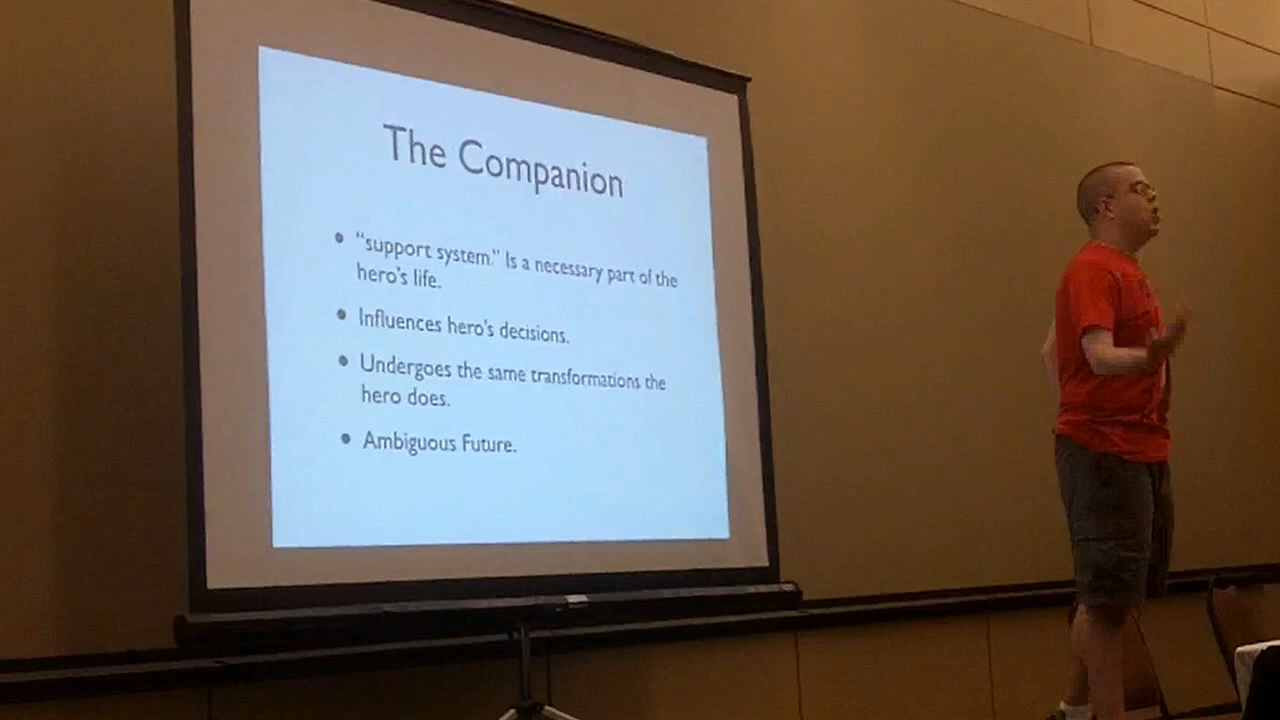 The Companion
• “support system.” Is a necessary part of the
hero's life.
• Influences hero's decisions.
• Undergoes the same transformations the
hero does.
• Ambiguous Future.